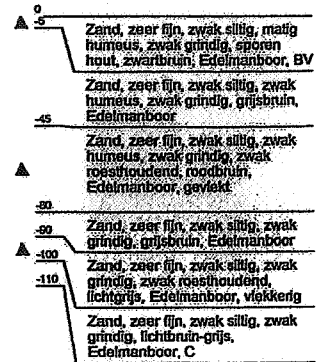 0
-5
Zand, zeer fijn, zwak siltig, matig
humeus, zwak grindig, sporen
hout, zwartbruin, Edelmanboor, BV
Zand, zeer fijn, zwak siltig, zwak
humeus, zwak grindig, grijsbruin,
Edelmanboor
-45
Zand, zeer fijn, zwak siltig, zwak
humeus, zwak grindig, zwak
roesthoudend, roodbruin,
Edelmanboor, gevlekt
-80
Zand, zeer fijn, zwak siltig, zwak
grindig, grijsbruin, Edelmanboor
-90
-100
Zand, zeer fijn, zwak siltig, zwak
grindig, zwak roesthoudend,
lichtgrijs, Edelmanboor, vlekkerig
-110
Zand, zeer fijn, zwak siltig, zwak
grindig, lichtbruin-grijs,
Edelmanboor, C